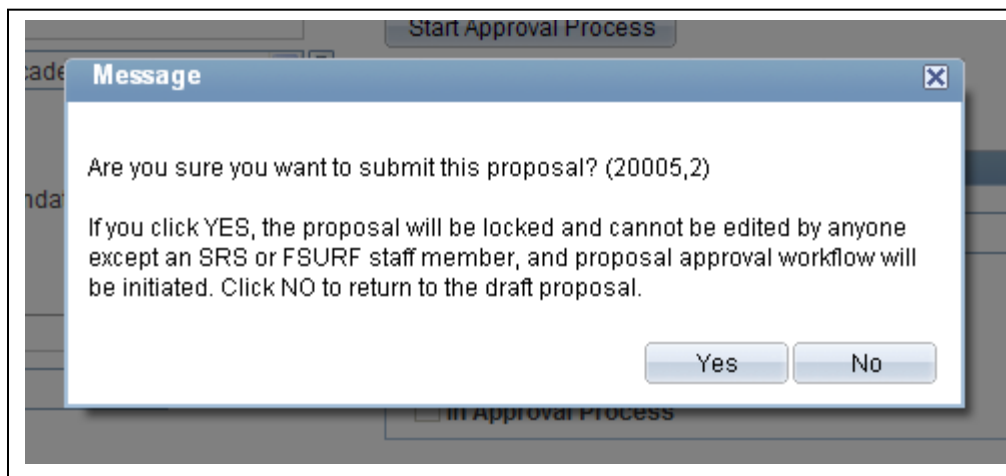 Start Approval Process
Message
Are you sure you want to submit this proposal? (20005,2)
If you click YES, the proposal will be locked and cannot be edited by anyone
except an SRS or FSURF staff member, and proposal approval workflow will
be initiated. Click NO to return to the draft proposal.
Yes No
In Approval Process